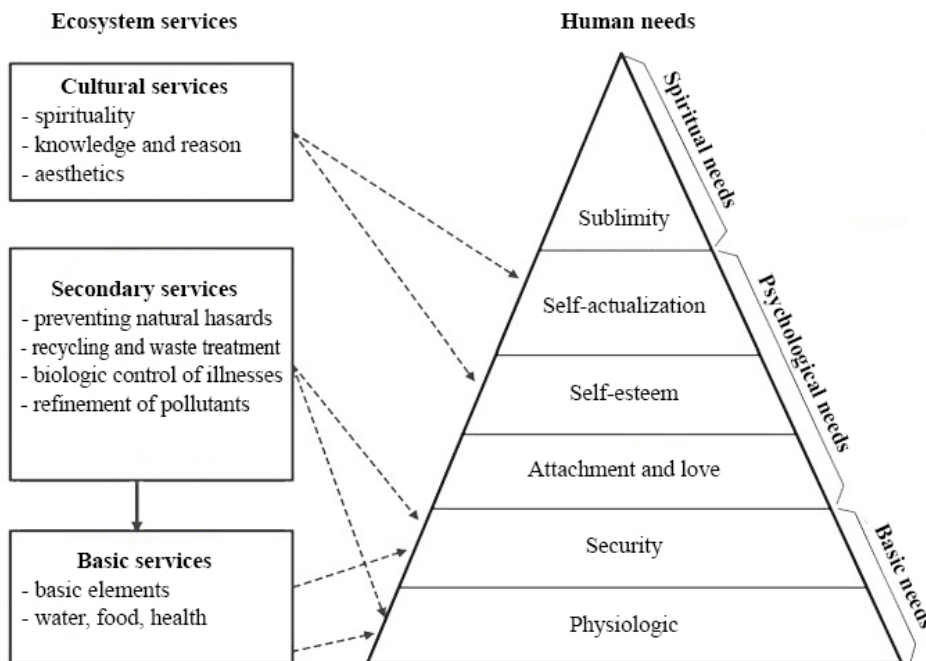 Ecosystem services
Human needs
Cultural services
- spirituality
- knowledge and reason
- aesthetics
Secondary services
- preventing natural hasards
- recycling and waste treatment
- biologic control of illnesses
- refinement of pollutants
Basic services
- basic elements
- water, food, health
Sublimity
Self-actualization
Self-esteem
Attachment and love
Security
Physiologic
Spiritual needs
Psychological needs
Basic needs